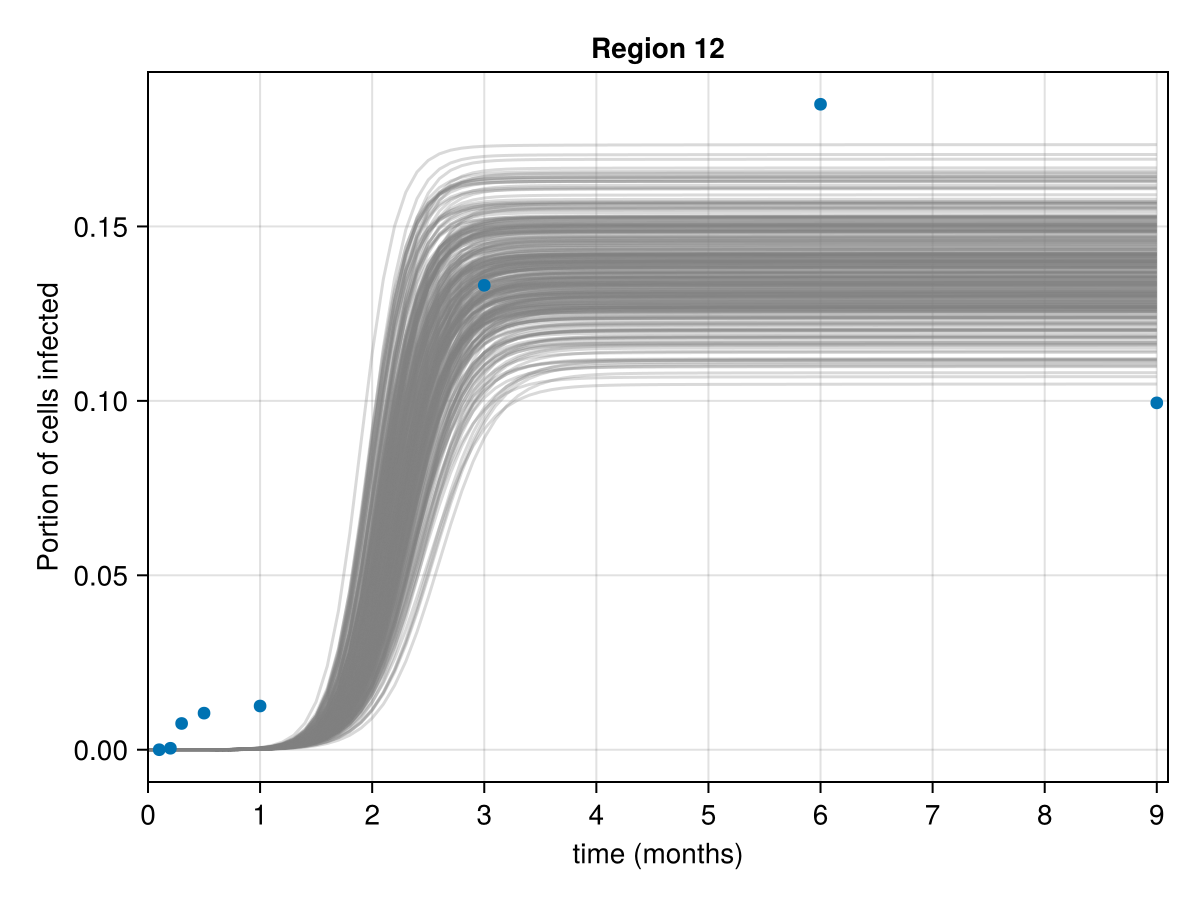 Region 12
Portion of cells infected
0.15
0.10
0.05
0.00
0 1 2 3 4 5 6 7 8 9
time (months)